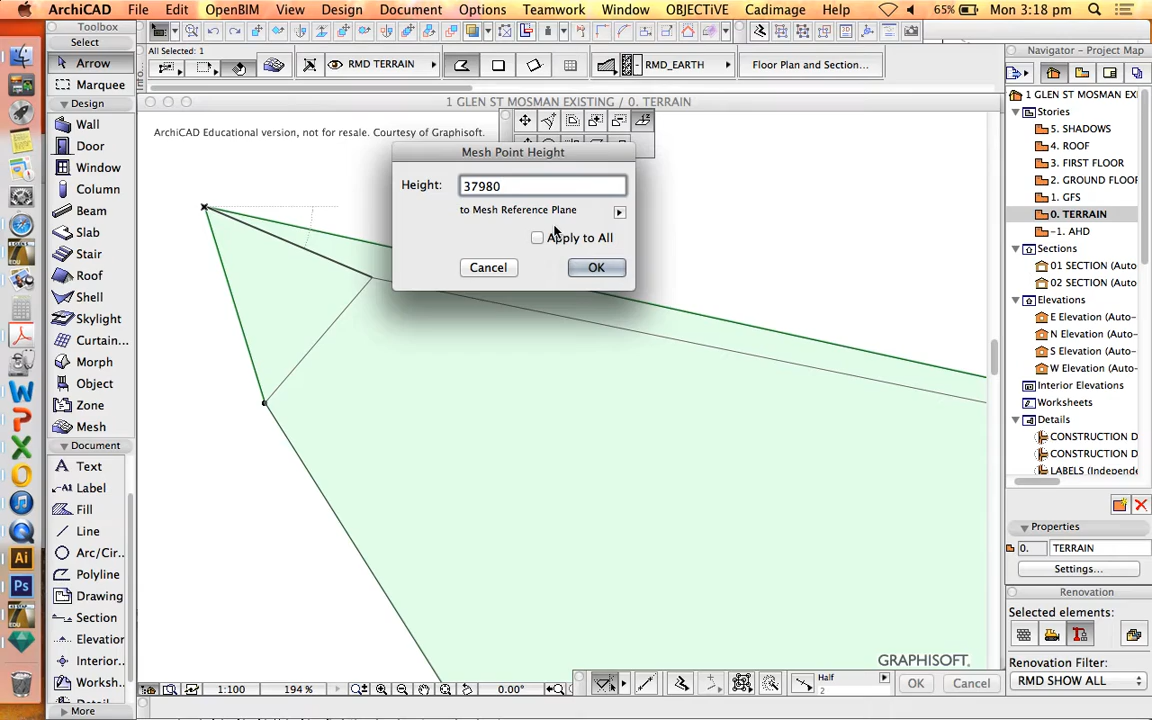 ArchiCAD File Edit OpenBIM View Design Document Options Teamwork Window OBJECTIVE Cadimage Help 65% Mon 3:18 pm
Toolbox
Select
Arrow
Marquee
Design
Wall
Door
Window
Column
Beam
Slab
Stair
Roof
Shell
Skylight
Curtain...
Morph
Object
Zone
Mesh
Document
Text
Label
Fill
Line
Arc/Cir...
Polyline
Drawing
Section
Elevation
Interior...
Worksh...
More
All Selected: 1
RMD TERRAIN
RMD_EARTH
Floor Plan and Section...
1 GLEN ST MOSMAN EXISTING / 0. TERRAIN
ArchiCAD Educational version, not for resale. Courtesy of Graphisoft.
Mesh Point Height
Height: 37980
to Mesh Reference Plane
Apply to All
Cancel OK
GRAPHISOFT.
1:100 194 % 0.00°
Half
2
OK Cancel
Navigator - Project Map
1 GLEN ST MOSMAN EXI
Stories
5. SHADOWS
4. ROOF
3. FIRST FLOOR
2. GROUND FLOO
1. GFS
0. TERRAIN
-1. AHD
Sections
01 SECTION (Auto
02 SECTION (Auto
Elevations
E Elevation (Auto-
N Elevation (Auto-
S Elevation (Auto-
W Elevation (Auto-
Interior Elevations
Worksheets
Details
CONSTRUCTION D
CONSTRUCTION D
LABELS (Independe
Properties
0. TERRAIN
Settings...
Renovation
Selected elements:
Renovation Filter:
RMD SHOW ALL